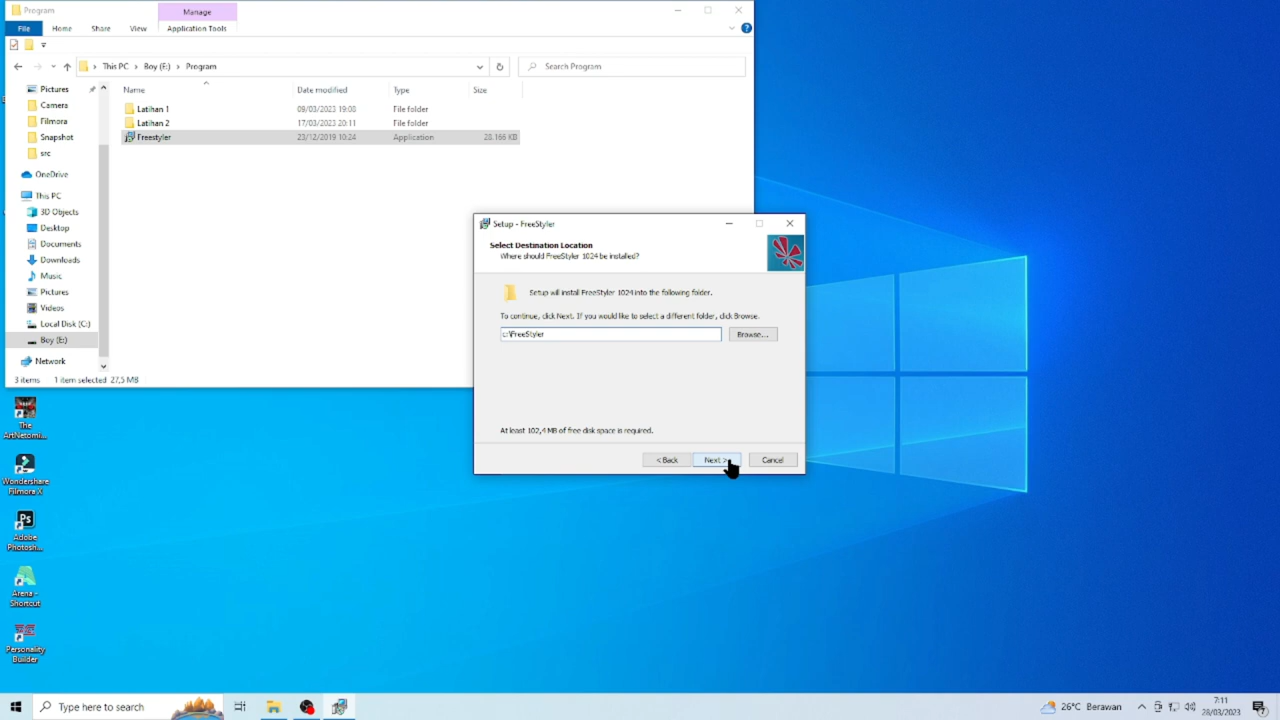 Program
Manage
File
Home
Share
View
Application Tools
This PC
Boy (E:)
Program
Search Program
Pictures
Camera
Filmora
Snapshot
src
OneDrive
This PC
3D Objects
Desktop
Documents
Downloads
Music
Pictures
Videos
Local Disk (C:)
Boy (E:)
Network
Name
Date modified
Type
Size
Latihan 1
09/03/2023 19:08
File folder
Latihan 2
17/03/2023 20:11
File folder
Freestyler
23/12/2019 10:24
Application
28.166 KB
3 items
1 item selected 27,5 MB
Setup - FreeStyler
Select Destination Location
Where should FreeStyler 1024 be installed?
Setup will install FreeStyler 1024 into the following folder.
To continue, click Next. If you would like to select a different folder, click Browse.
c:\FreeStyler
Browse...
At least 102,4 MB of free disk space is required.
< Back
Next >
Cancel
The
ArtNetomi...
Wondershare
Filmora X
Ps
Adobe
Photosh...
Arena -
Shortcut
Personality
Builder
Type here to search
26°C Berawan
7:11
28/03/2023